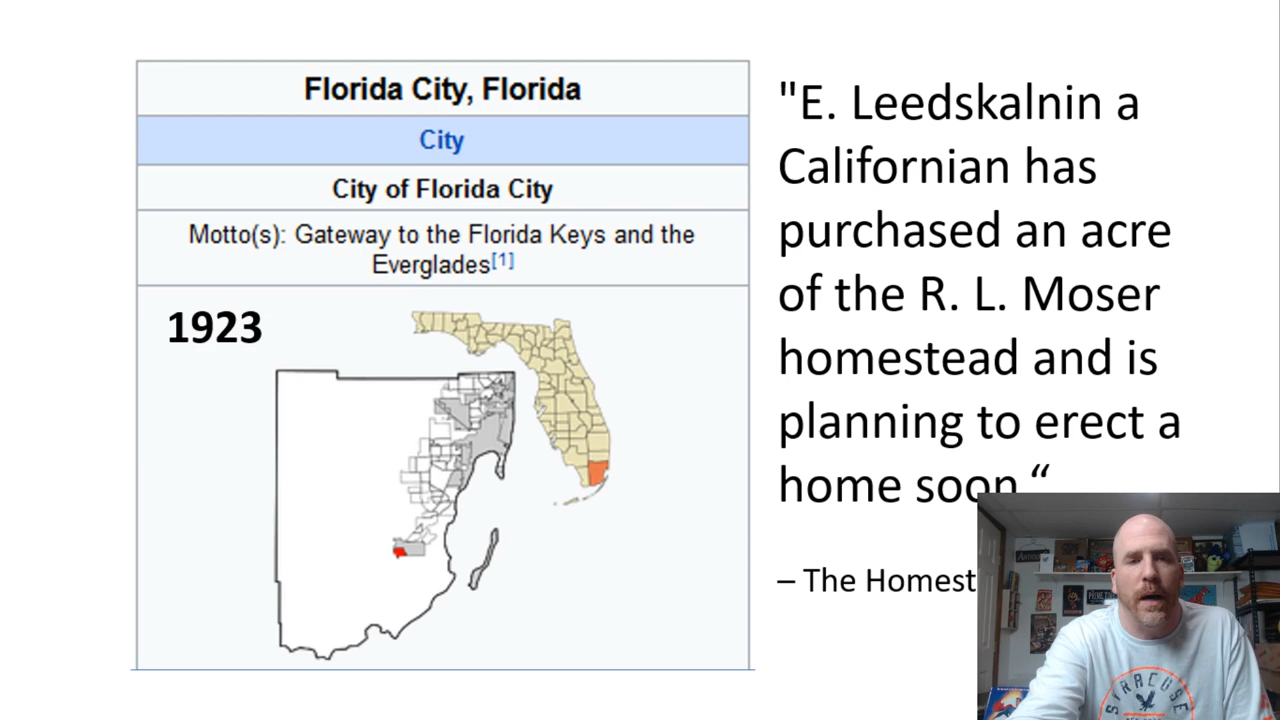 Florida City, Florida
City
City of Florida City
Motto(s): Gateway to the Florida Keys and the
Everglades[1]
1923
"E. Leedskalnin a
Californian has
purchased an acre
of the R. L. Moser
homestead and is
planning to erect a
home soon.“
– The Homest
SYRACUSE